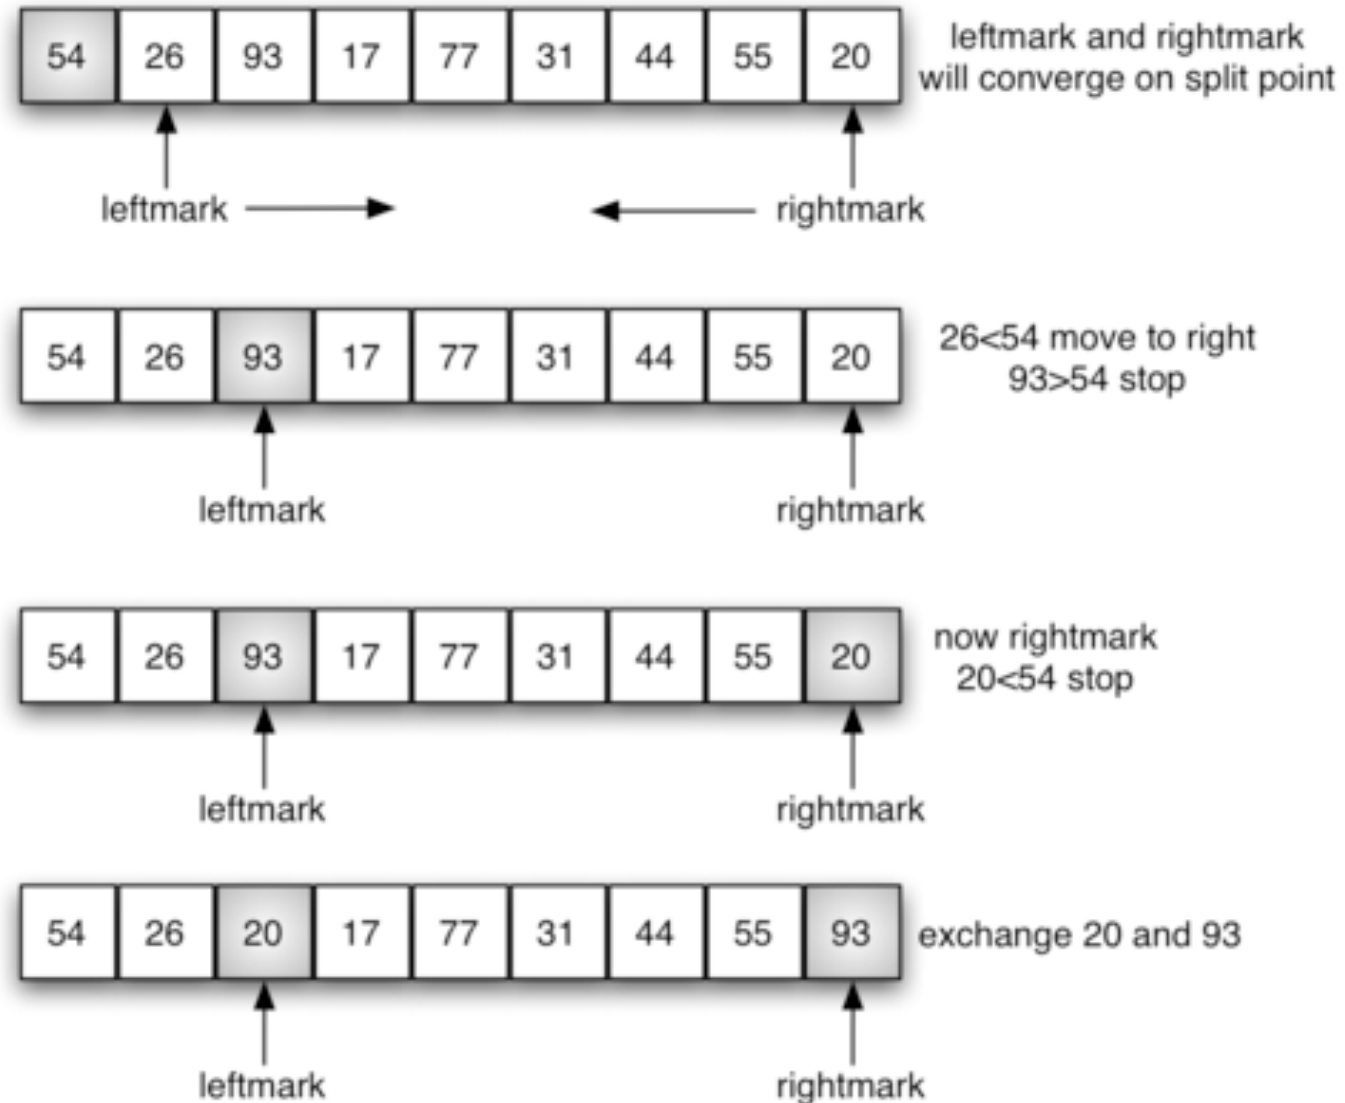 54 26 93 17 77 31 44 55 20
leftmark and rightmark
will converge on split point
leftmark rightmark
54 26 93 17 77 31 44 55 20
26<54 move to right
93>54 stop
leftmark rightmark
54 26 93 17 77 31 44 55 20
now rightmark
20<54 stop
leftmark rightmark
54 26 20 17 77 31 44 55 93
exchange 20 and 93
leftmark rightmark